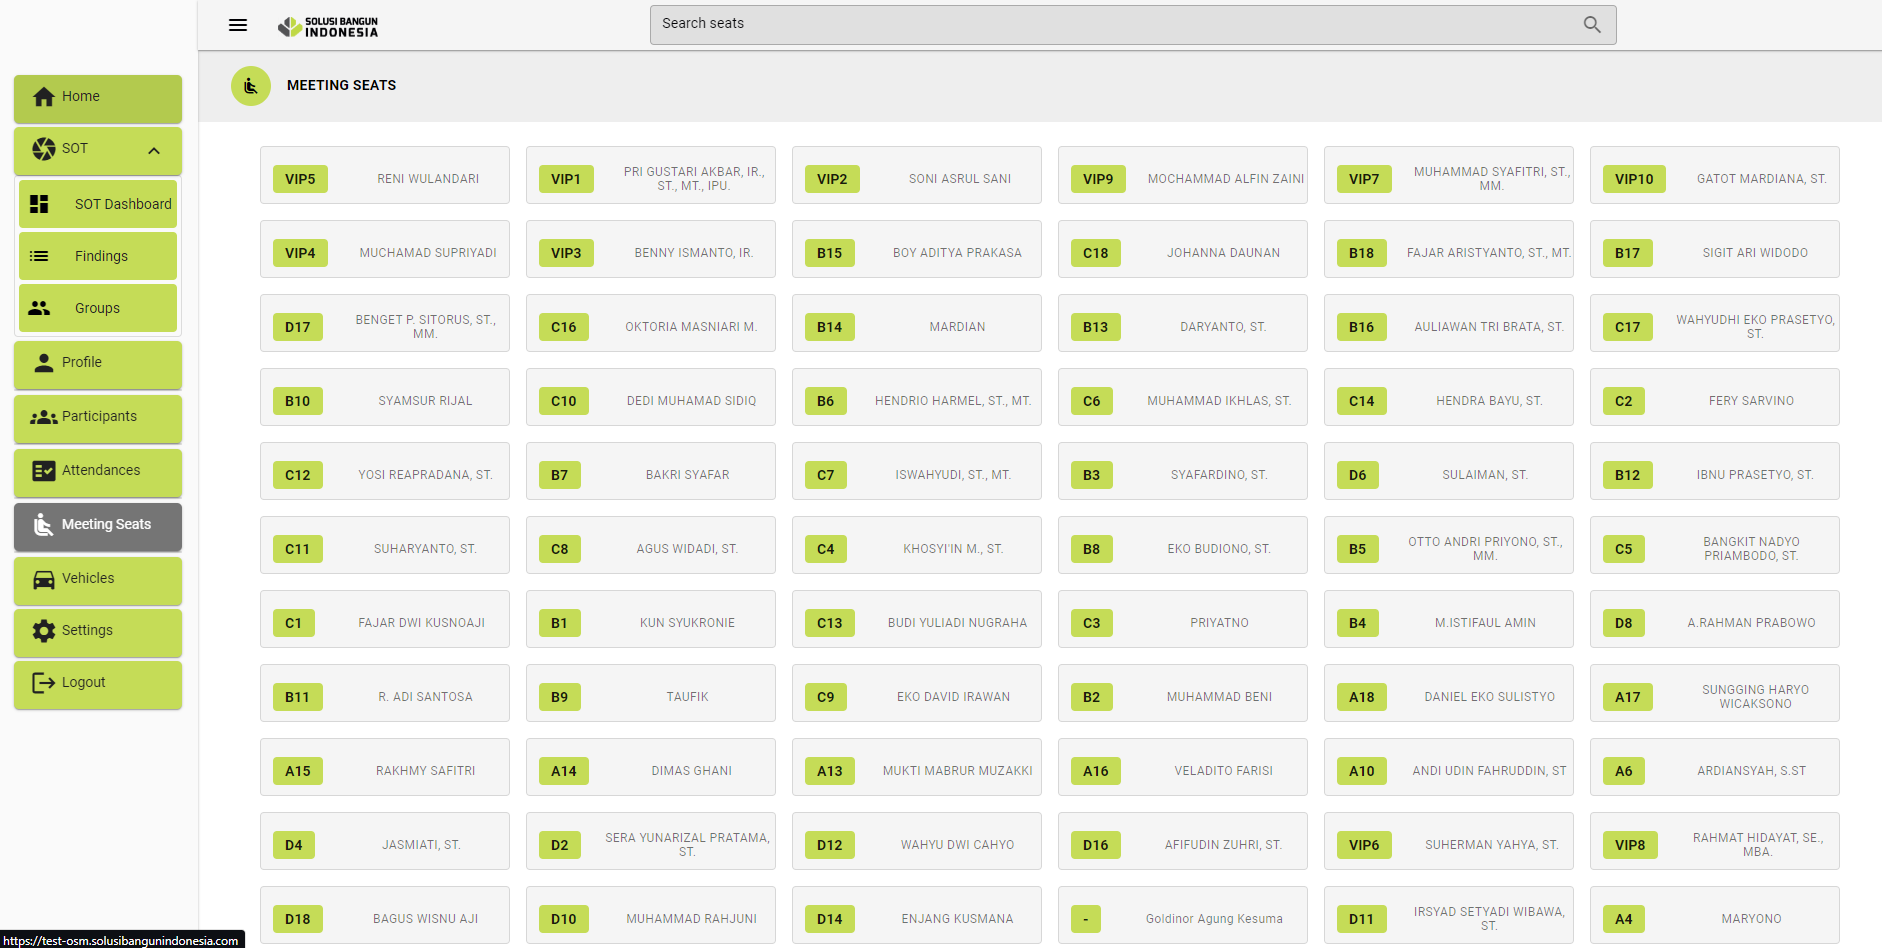 SOLUSI BANGUN
INDONESIA
Search seats
Home
SOT
SOT Dashboard
Findings
Groups
Profile
Participants
Attendances
Meeting Seats
Vehicles
Settings
Logout
MEETING SEATS
VIP5 RENI WULANDARI
VIP1 PRI GUSTARI AKBAR, IR.,
ST., MT., IPU.
VIP2 SONI ASRUL SANI
VIP9 MOCHAMMAD ALFIN ZAINI
VIP7 MUHAMMAD SYAFITRI, ST.,
MM.
VIP10 GATOT MARDIANA, ST.
VIP4 MUCHAMAD SUPRIYADI
VIP3 BENNY ISMANTO, IR.
B15 BOY ADITYA PRAKASA
C18 JOHANNA DAUNAN
B18 FAJAR ARISTYANTO, ST., MT.
B17 SIGIT ARI WIDODO
D17 BENGET P. SITORUS, ST.,
MM.
C16 OKTORIA MASNIARI M.
B14 MARDIAN
B13 DARYANTO, ST.
B16 AULIAWAN TRI BRATA, ST.
C17 WAHYUDHI EKO PRASETYO,
ST.
B10 SYAMSUR RIJAL
C10 DEDI MUHAMAD SIDIQ
B6 HENDRIO HARMEL, ST., MT.
C6 MUHAMMAD IKHLAS, ST.
C14 HENDRA BAYU, ST.
C2 FERY SARVINO
C12 YOSI REAPRADANA, ST.
B7 BAKRI SYAFAR
C7 ISWAHYUDI, ST., MT.
B3 SYAFARDINO, ST.
D6 SULAIMAN, ST.
B12 IBNU PRASETYO, ST.
C11 SUHARYANTO, ST.
C8 AGUS WIDADI, ST.
C4 KHOSYI'IN M., ST.
B8 EKO BUDIONO, ST.
B5 OTTO ANDRI PRIYONO, ST.,
MM.
C5 BANGKIT NADYO
PRIAMBODO, ST.
C1 FAJAR DWI KUSNOAJI
B1 KUN SYUKRONIE
C13 BUDI YULIADI NUGRAHA
C3 PRIYATNO
B4 M.ISTIFAUL AMIN
D8 A.RAHMAN PRABOWO
B11 R. ADI SANTOSA
B9 TAUFIK
C9 EKO DAVID IRAWAN
B2 MUHAMMAD BENI
A18 DANIEL EKO SULISTYO
A17 SUNGGING HARYO
WICAKSONO
A15 RAKHMY SAFITRI
A14 DIMAS GHANI
A13 MUKTI MABRUR MUZAKKI
A16 VELADITO FARISI
A10 ANDI UDIN FAHRUDDIN, ST
A6 ARDIANSYAH, S.ST
D4 JASMIATI, ST.
D2 SERA YUNARIZAL PRATAMA,
ST.
D12 WAHYU DWI CAHYO
D16 AFIFUDIN ZUHRI, ST.
VIP6 SUHERMAN YAHYA, ST.
VIP8 RAHMAT HIDAYAT, SE.,
MBA.
D18 BAGUS WISNU AJI
D10 MUHAMMAD RAHJUNI
D14 ENJANG KUSMANA
- Goldinor Agung Kesuma
D11 IRSYAD SETYADI WIBAWA,
ST.
A4 MARYONO
https://test-osm.solusibangunindonesia.com